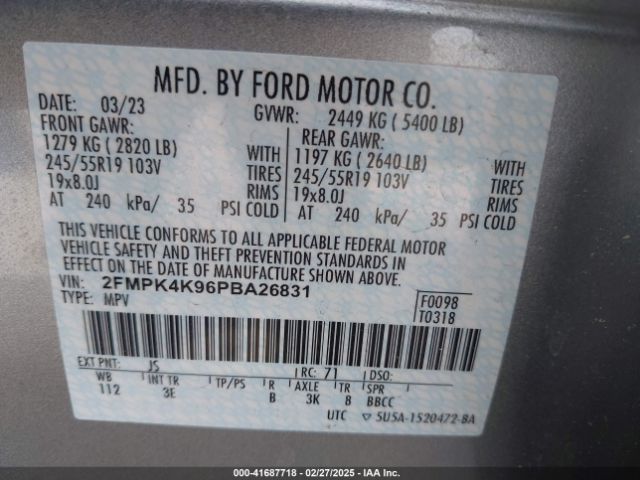 MFD. BY FORD MOTOR CO.
DATE: 03/23 GVWR: 2449 KG ( 5400 LB)
FRONT GAWR: REAR GAWR:
1279 KG ( 2820 LB) WITH 1197 KG ( 2640 LB) WITH
245/55R19 103V TIRES 245/55R19 103V TIRES
19x8.0J RIMS 19x8.0J RIMS
AT 240 kPa/ 35 PSI COLD AT 240 kPa/ 35 PSI COLD
THIS VEHICLE CONFORMS TO ALL APPLICABLE FEDERAL MOTOR
VEHICLE SAFETY AND THEFT PREVENTION STANDARDS IN
EFFECT ON THE DATE OF MANUFACTURE SHOWN ABOVE.
VIN: 2FMPK4K96PBA26831 F0098
TYPE: MPV T0318
EXT PNT: JS RC: 71 DSO:
WB INT TR TP/PS R AXLE TR SPR
112 3E B 3K 8 BBCC
UTC ▽ 5U5A-1520472-BA
000-41687718 - 02/27/2025 - IAA Inc.